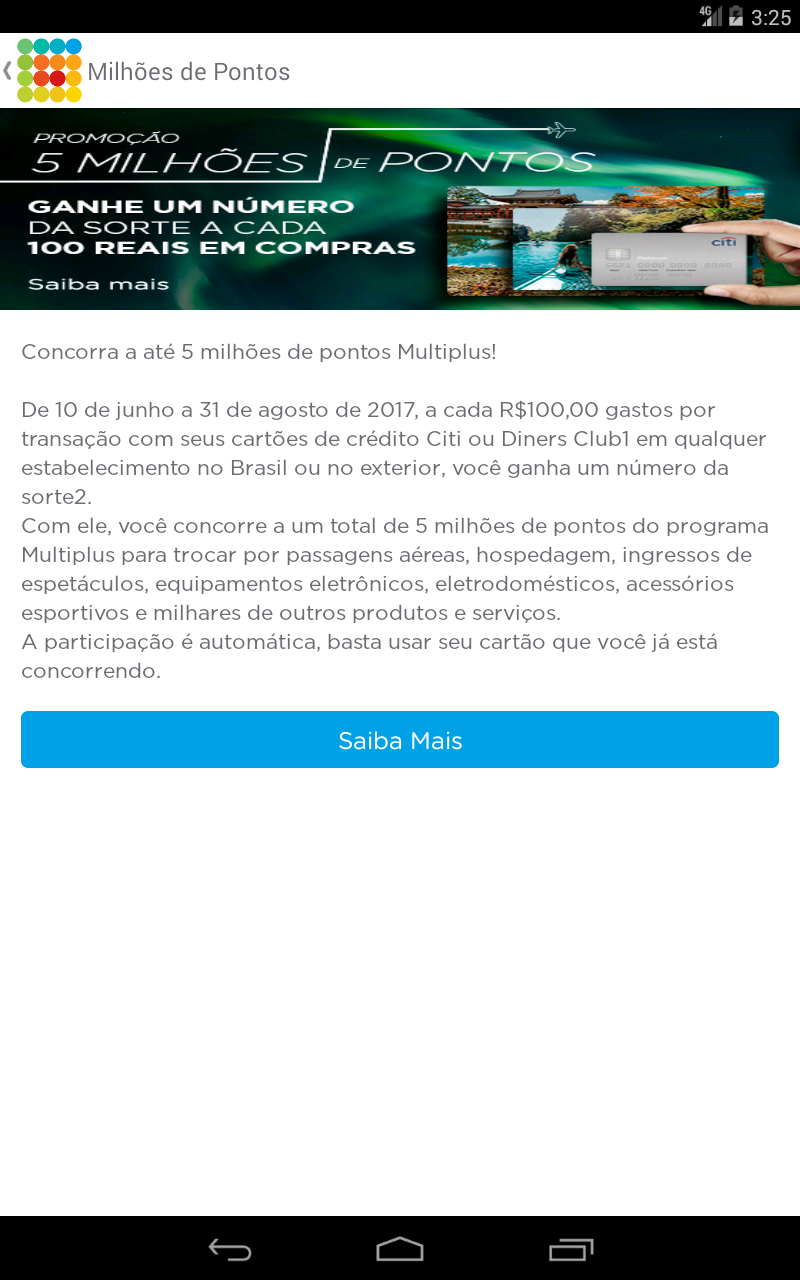 4G 3:25
Milhões de Pontos
PROMOÇÃO
5 MILHÕES DE PONTOS
GANHE UM NÚMERO
DA SORTE A CADA
100 REAIS EM COMPRAS
Saiba mais
citi
Concorra a até 5 milhões de pontos Multiplus!
De 10 de junho a 31 de agosto de 2017, a cada R$100,00 gastos por
transação com seus cartões de crédito Citi ou Diners Club1 em qualquer
estabelecimento no Brasil ou no exterior, você ganha um número da
sorte2.
Com ele, você concorre a um total de 5 milhões de pontos do programa
Multiplus para trocar por passagens aéreas, hospedagem, ingressos de
espetáculos, equipamentos eletrônicos, eletrodomésticos, acessórios
esportivos e milhares de outros produtos e serviços.
A participação é automática, basta usar seu cartão que você já está
concorrendo.
Saiba Mais